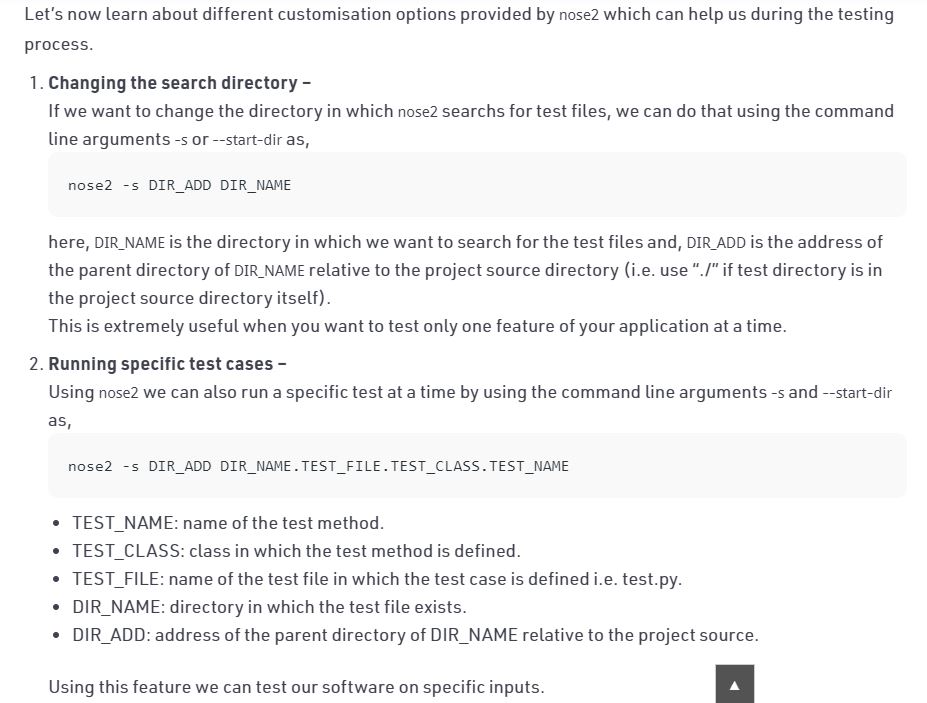 Let's now learn about different customisation options provided by nose2 which can help us during the testing
process.
1. Changing the search directory –
If we want to change the directory in which nose2 searchs for test files, we can do that using the command
line arguments -s or --start-dir as,
nose2 -s DIR_ADD DIR_NAME
here, DIR_NAME is the directory in which we want to search for the test files and, DIR_ADD is the address of
the parent directory of DIR_NAME relative to the project source directory (i.e. use "./" if test directory is in
the project source directory itself).
This is extremely useful when you want to test only one feature of your application at a time.
2. Running specific test cases –
Using nose2 we can also run a specific test at a time by using the command line arguments -s and --start-dir
as,
nose2 -s DIR_ADD DIR_NAME.TEST_FILE.TEST_CLASS.TEST_NAME
• TEST_NAME: name of the test method.
• TEST_CLASS: class in which the test method is defined.
• TEST_FILE: name of the test file in which the test case is defined i.e. test.py.
• DIR_NAME: directory in which the test file exists.
• DIR_ADD: address of the parent directory of DIR_NAME relative to the project source.
Using this feature we can test our software on specific inputs.